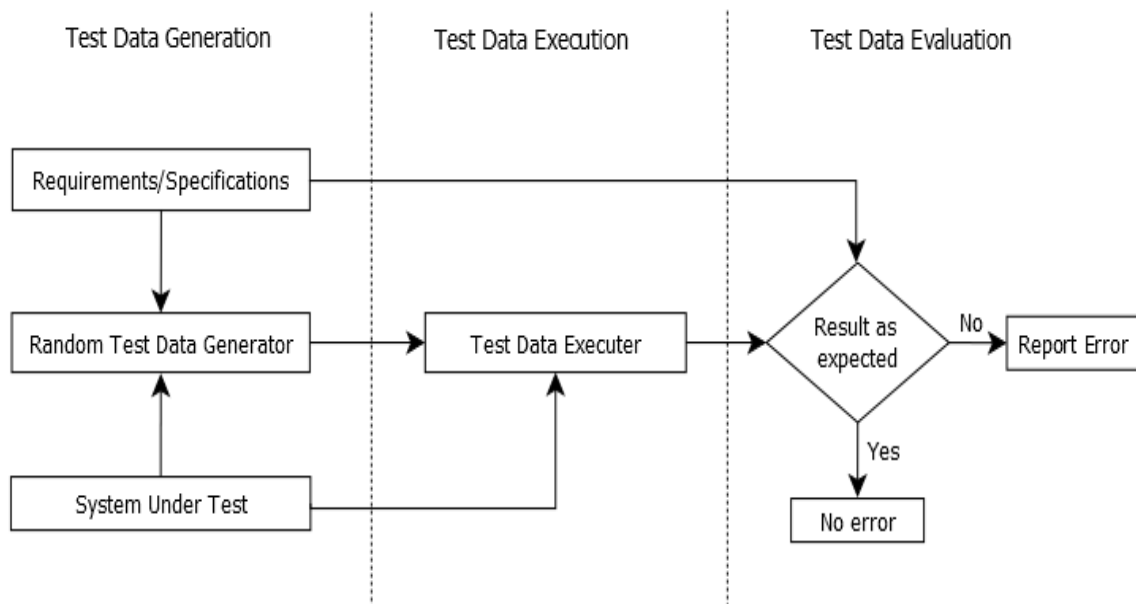 Test Data Generation
Test Data Execution
Test Data Evaluation
Requirements/Specifications
Random Test Data Generator
Test Data Executer
Result as
expected
No
Report Error
Yes
System Under Test
No error